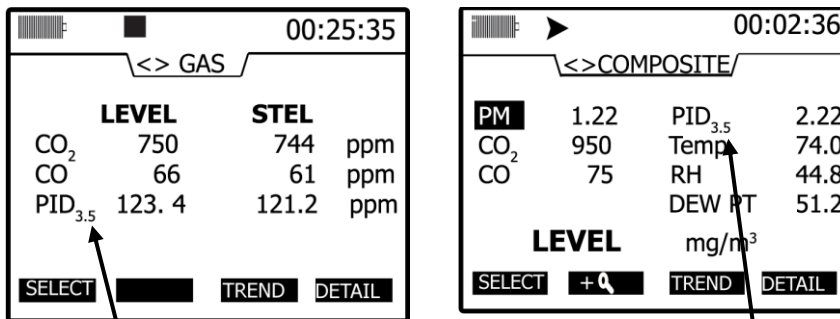 00:25:35
<> GAS
LEVEL STEL
CO₂ 750 744 ppm
CO 66 61 ppm
PID₃.₅ 123. 4 121.2 ppm
SELECT TREND DETAIL
00:02:36
<>COMPOSITE
PM 1.22 PID₃.₅ 2.22
CO₂ 950 Temp 74.0
CO 75 RH 44.8
DEW PT 51.2
LEVEL mg/m³
SELECT + TREND DETAIL